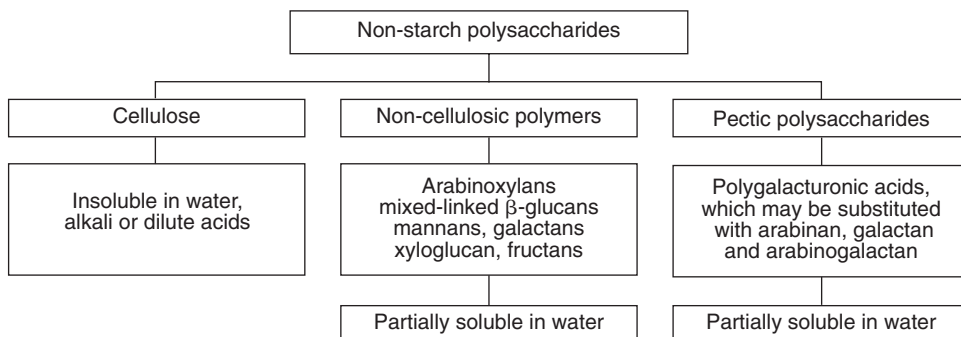 Non-starch polysaccharides
Cellulose
Non-cellulosic polymers
Pectic polysaccharides
Insoluble in water,
alkali or dilute acids
Arabinoxylans
mixed-linked β-glucans
mannans, galactans
xyloglucan, fructans
Polygalacturonic acids,
which may be substituted
with arabinan, galactan
and arabinogalactan
Partially soluble in water
Partially soluble in water